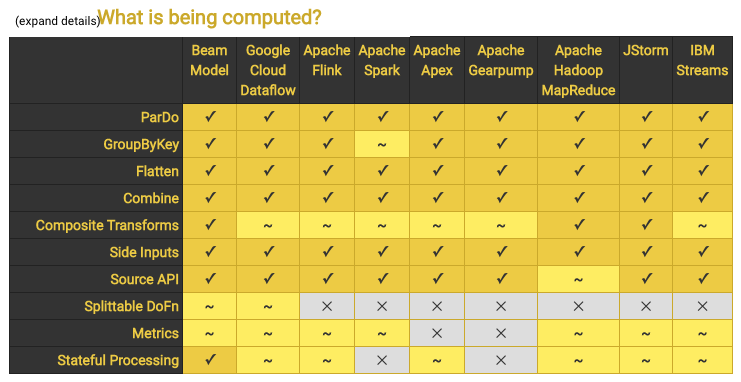 (expand details) What is being computed?
Beam Model Google Cloud Dataflow Apache Flink Apache Spark Apache Apex Apache Gearpump Apache Hadoop MapReduce JStorm IBM Streams
ParDo ✓ ✓ ✓ ✓ ✓ ✓ ✓ ✓ ✓
GroupByKey ✓ ✓ ✓ ~ ✓ ✓ ✓ ✓ ✓
Flatten ✓ ✓ ✓ ✓ ✓ ✓ ✓ ✓ ✓
Combine ✓ ✓ ✓ ✓ ✓ ✓ ✓ ✓ ✓
Composite Transforms ✓ ~ ~ ~ ~ ~ ✓ ✓ ~
Side Inputs ✓ ✓ ✓ ✓ ✓ ✓ ✓ ✓ ✓
Source API ✓ ✓ ✓ ✓ ✓ ✓ ~ ✓ ✓
Splittable DoFn ~ ~ ✕ ✕ ✕ ✕ ✕ ✕ ✕
Metrics ~ ~ ~ ~ ✕ ✕ ~ ~ ~
Stateful Processing ✓ ~ ~ ✕ ~ ✕ ~ ~ ~